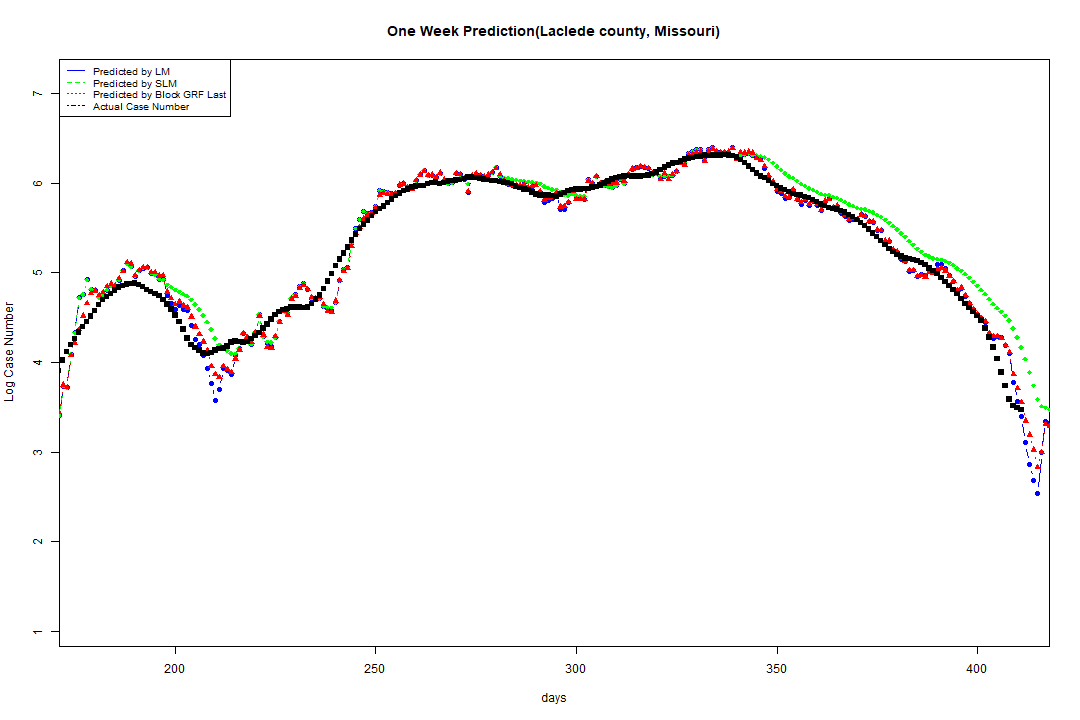 One Week Prediction(Laclede county, Missouri)
Predicted by LM
Predicted by SLM
Predicted by Block GRF Last
Actual Case Number
7
6
5
4
3
2
1
Log Case Number
200 250 300 350 400
days